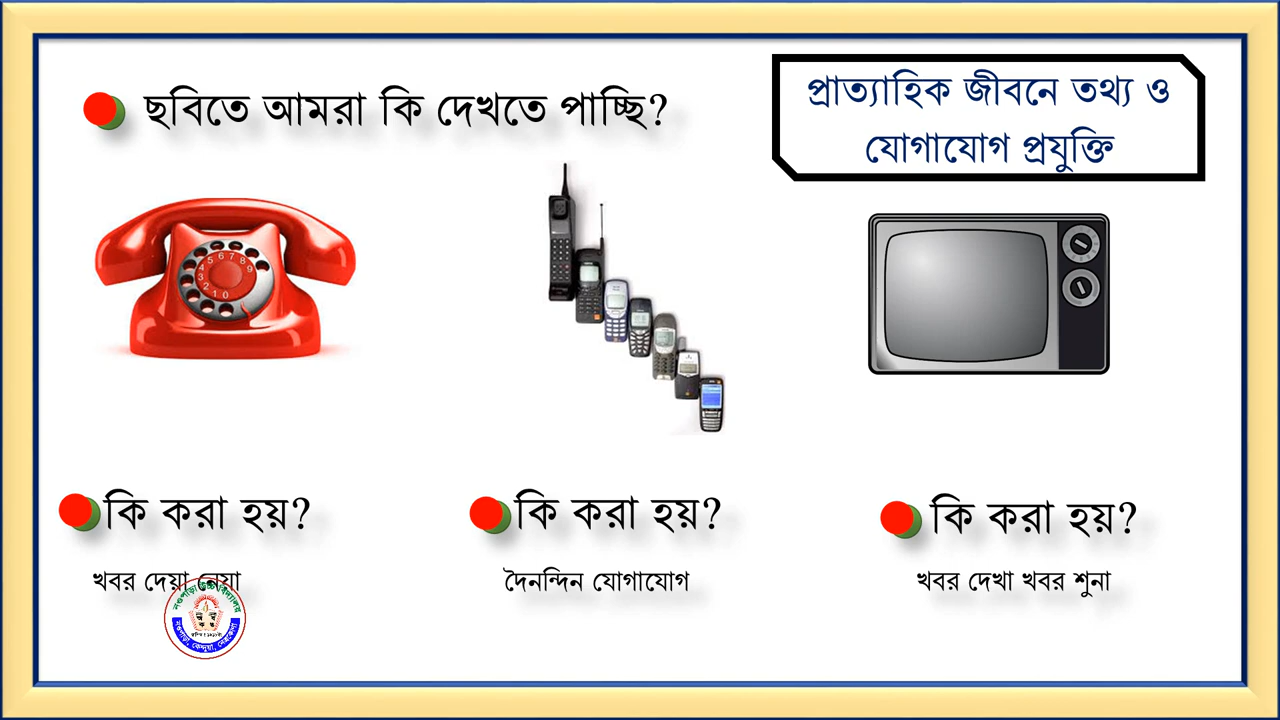 ছবিতে আমরা কি দেখতে পাচ্ছি?
প্রাত্যাহিক জীবনে তথ্য ও
যোগাযোগ প্রযুক্তি
কি করা হয়?
কি করা হয়?
কি করা হয়?
খবর দেয়া নেয়া
দৈনন্দিন যোগাযোগ
খবর দেখা খবর শুনা